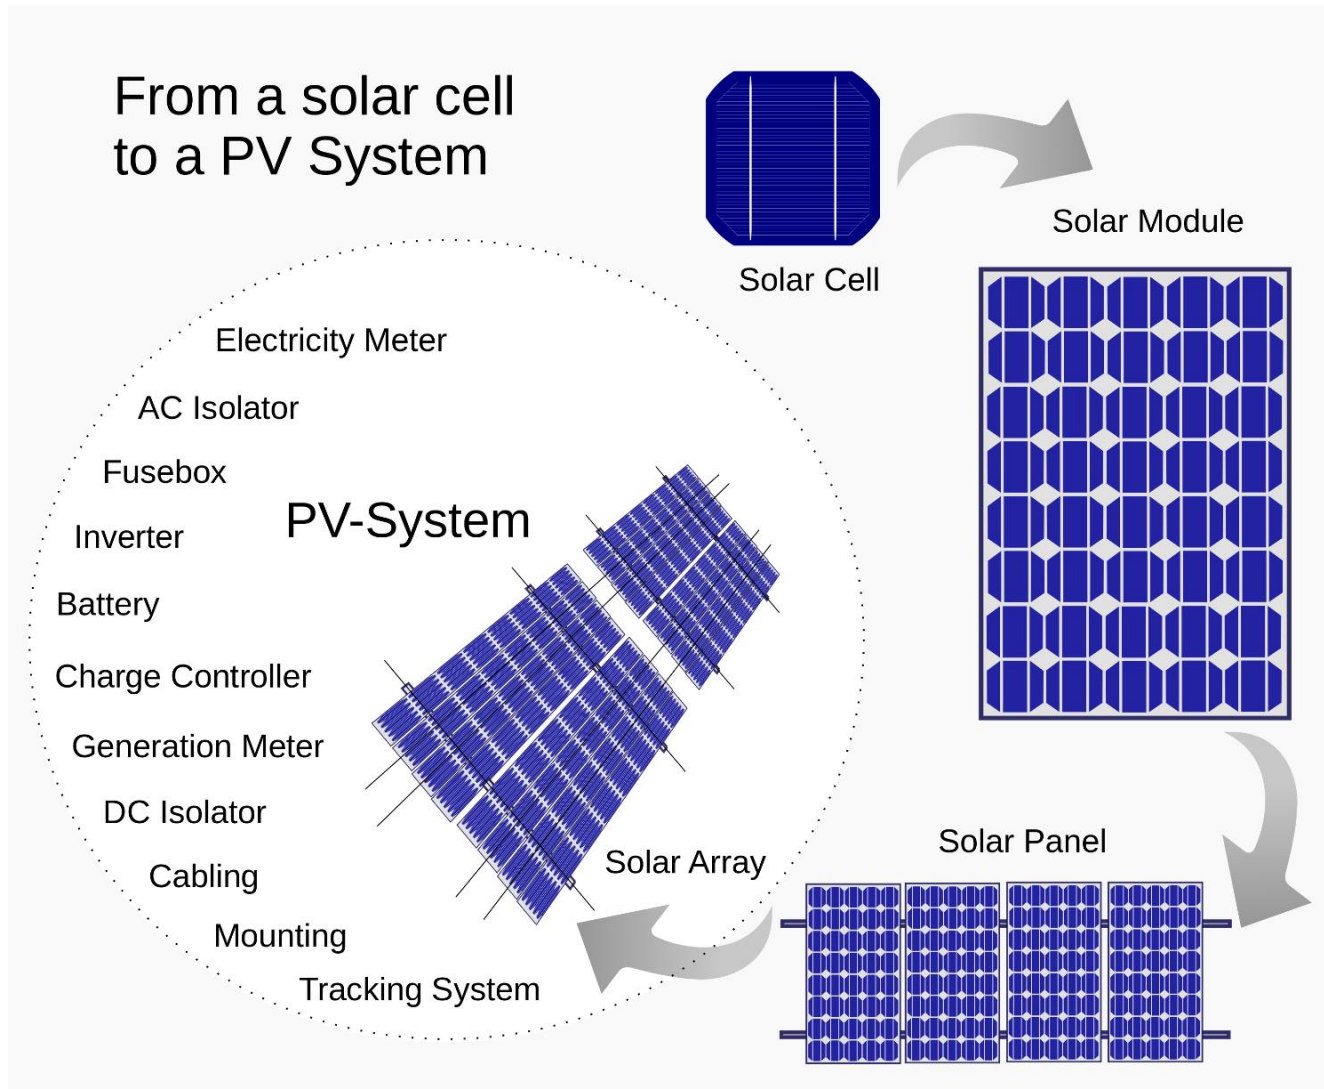 From a solar cell
to a PV System
Solar Cell
Solar Module
Solar Panel
Solar Array
PV-System
Electricity Meter
AC Isolator
Fusebox
Inverter
Battery
Charge Controller
Generation Meter
DC Isolator
Cabling
Mounting
Tracking System